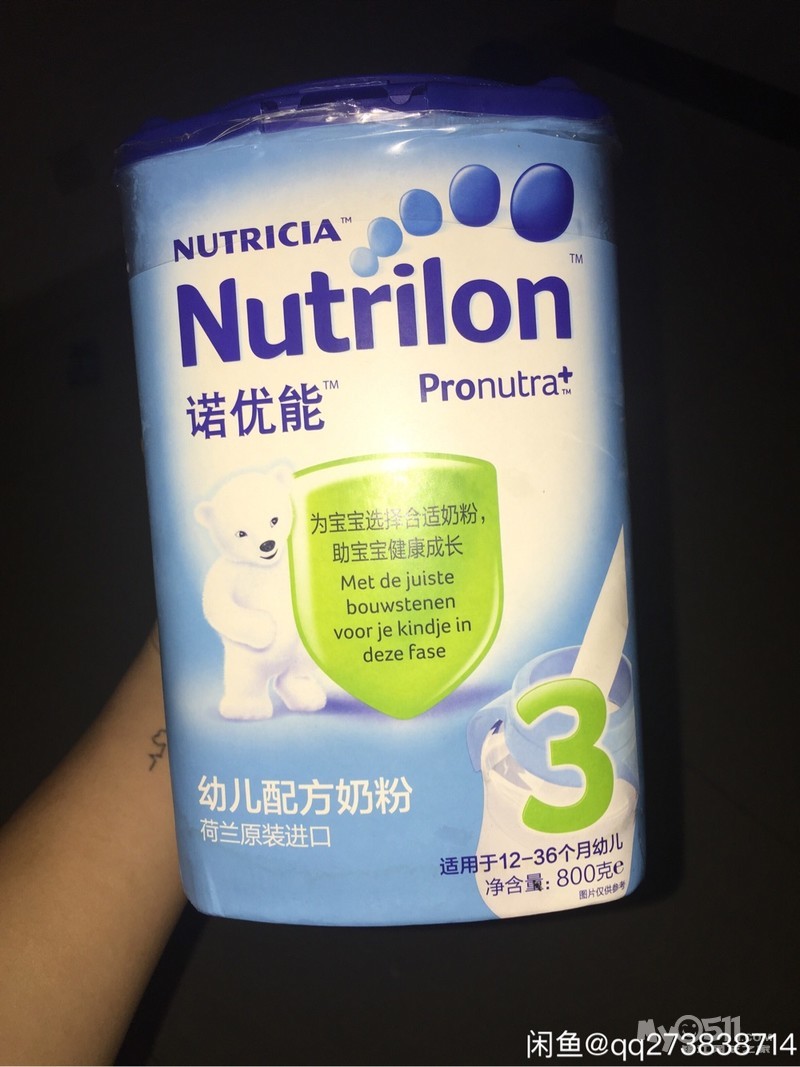 NUTRICIA™
Nutrilon™
诺优能™
Pronutra+™
为宝宝选择合适奶粉，
助宝宝健康成长
Met de juiste
bouwstenen
voor je kindje in
deze fase
3
幼儿配方奶粉
荷兰原装进口
适用于12-36个月幼儿
净含量: 800克e
图片仅供参考
My0511
闲鱼@qq273838714